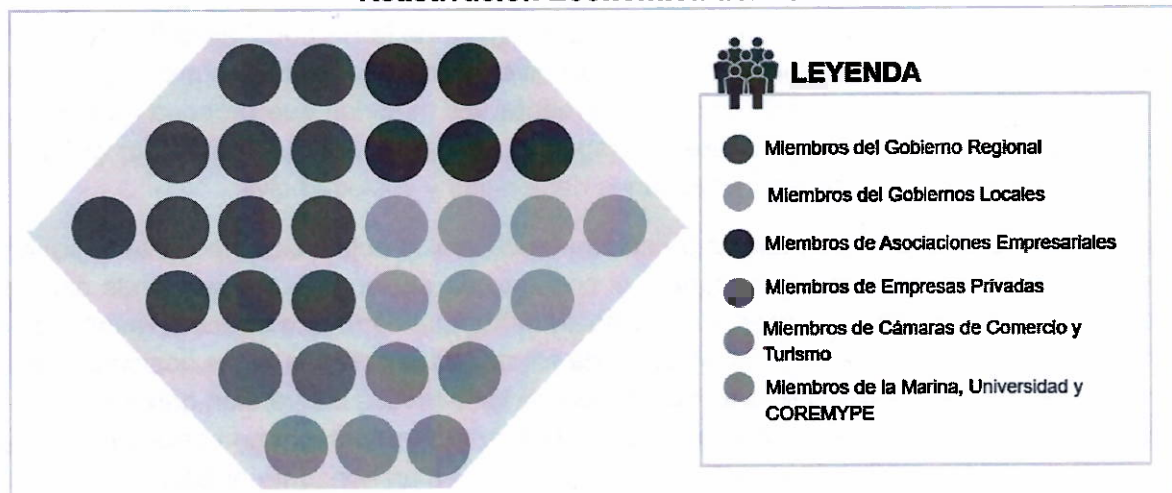 LEYENDA
Miembros del Gobierno Regional
Miembros del Gobiernos Locales
Miembros de Asociaciones Empresariales
Miembros de Empresas Privadas
Miembros de Cámaras de Comercio y
Turismo
Miembros de la Marina, Universidad y
COREMYPE